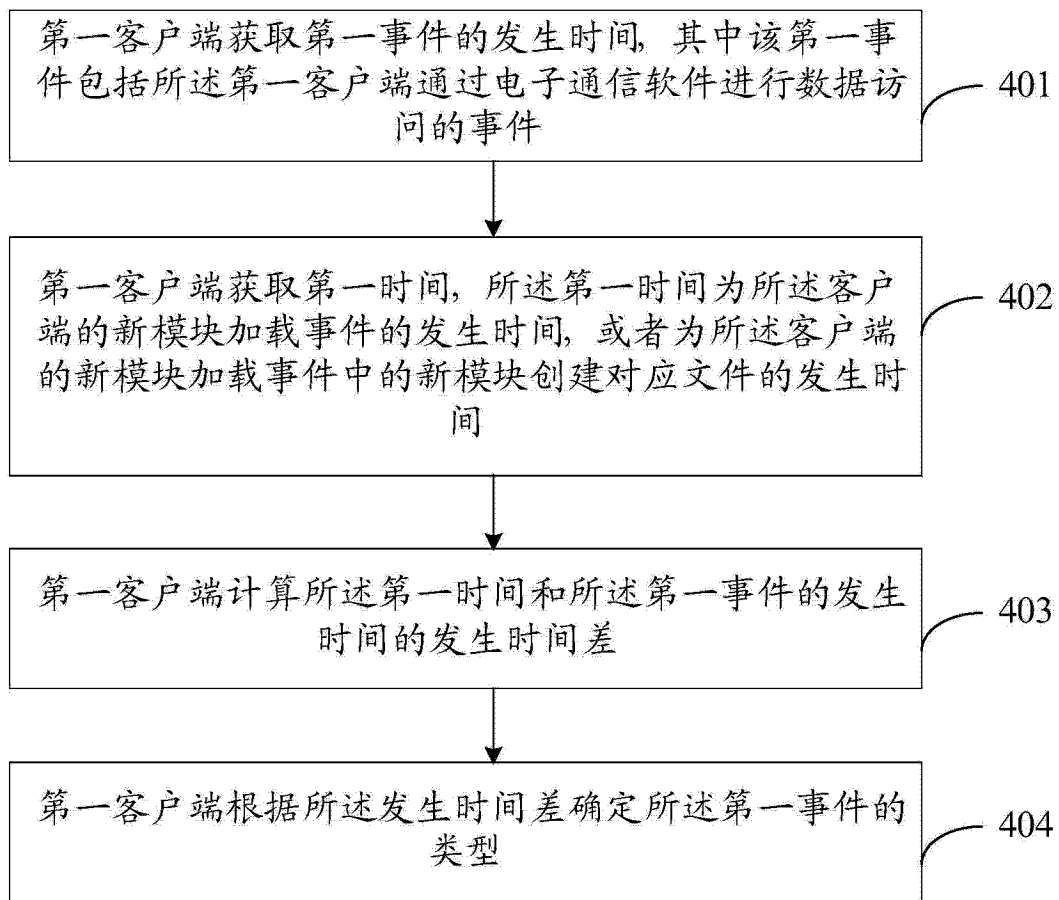 第一客户端获取第一事件的发生时间, 其中该第一事
件包括所述第一客户端通过电子通信软件进行数据访
问的事件
401
第一客户端获取第一时间, 所述第一时间为所述客户
端的新模块加载事件的发生时间, 或者为所述客户端
的新模块加载事件中的新模块创建对应文件的发生时
间
402
第一客户端计算所述第一时间和所述第一事件的发生
时间的发生时间差
403
第一客户端根据所述发生时间差确定所述第一事件的
类型
404